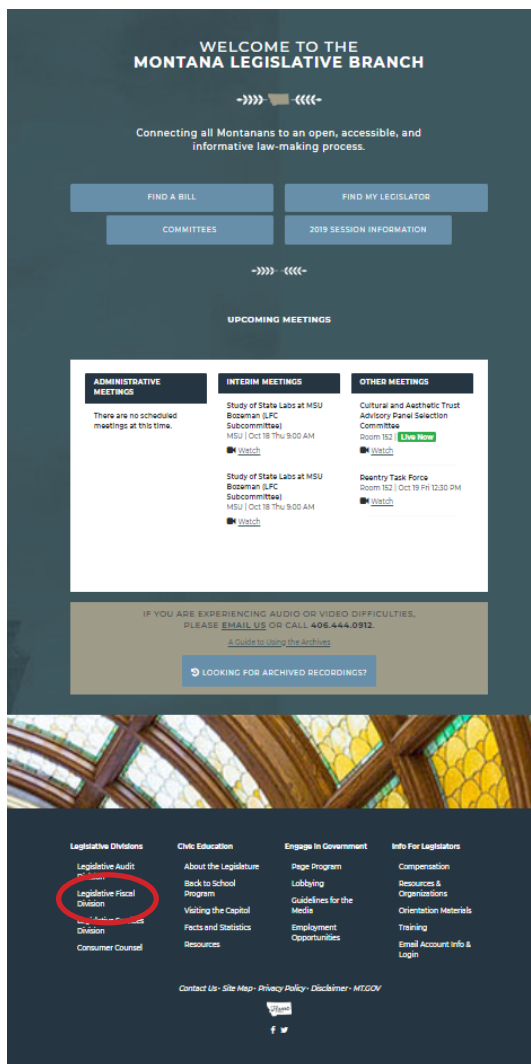 WELCOME TO THE
MONTANA LEGISLATIVE BRANCH
Connecting all Montanans to an open, accessible, and
informative law-making process.
FIND A BILL
FIND MY LEGISLATOR
COMMITTEES
2019 SESSION INFORMATION
UPCOMING MEETINGS
ADMINISTRATIVE
MEETINGS
There are no scheduled
meetings at this time.
INTERIM MEETINGS
Study of State Labs at MSU
Bozeman (LFC
Subcommittee)
MSU | Oct 18 Thu 9:00 AM
Watch
Study of State Labs at MSU
Bozeman (LFC
Subcommittee)
MSU | Oct 18 Thu 9:00 AM
Watch
OTHER MEETINGS
Cultural and Aesthetic Trust
Advisory Panel Selection
Committee
Room 152 | Live Now
Watch
Reentry Task Force
Room 152 | Oct 19 Fri 12:30 PM
Watch
IF YOU ARE EXPERIENCING AUDIO OR VIDEO DIFFICULTIES,
PLEASE EMAIL US OR CALL 406.444.0912.
A Guide to Using the Archives
LOOKING FOR ARCHIVED RECORDINGS?
Legislative Divisions
Legislative Audit
Division
Legislative Fiscal
Division
Legislative Services
Division
Consumer Counsel
Civic Education
About the Legislature
Back to School
Program
Visiting the Capitol
Facts and Statistics
Resources
Engage in Government
Page Program
Lobbying
Guidelines for the
Media
Employment
Opportunities
Info For Legislators
Compensation
Resources &
Organizations
Orientation Materials
Training
Email Account Info &
Login
Contact Us - Site Map - Privacy Policy - Disclaimer - MT.GOV
Home